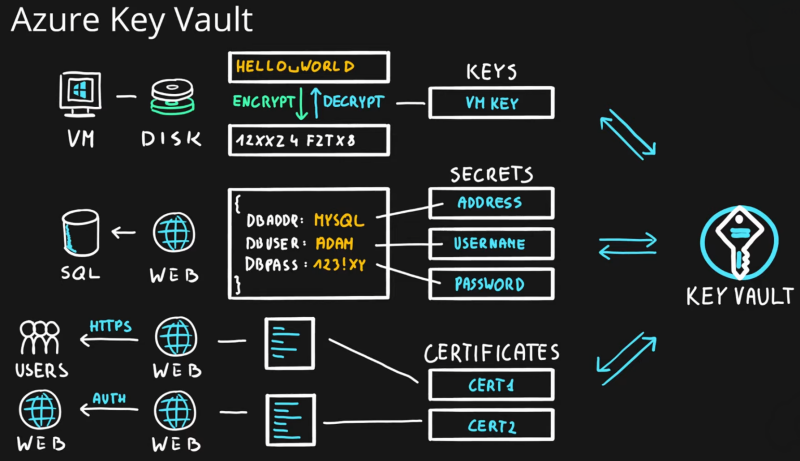 Azure Key Vault
HELLO␣WORLD
KEYS
ENCRYPT
DECRYPT
VM KEY
VM
DISK
12XXZ4 FZTX8
SECRETS
{
DBADDR: MYSQL
ADDRESS
DBUSER: ADAM
USERNAME
DBPASS: 123!XY
PASSWORD
}
SQL
WEB
KEY VAULT
HTTPS
USERS
WEB
CERTIFICATES
CERT1
AUTH
CERT2
WEB
WEB